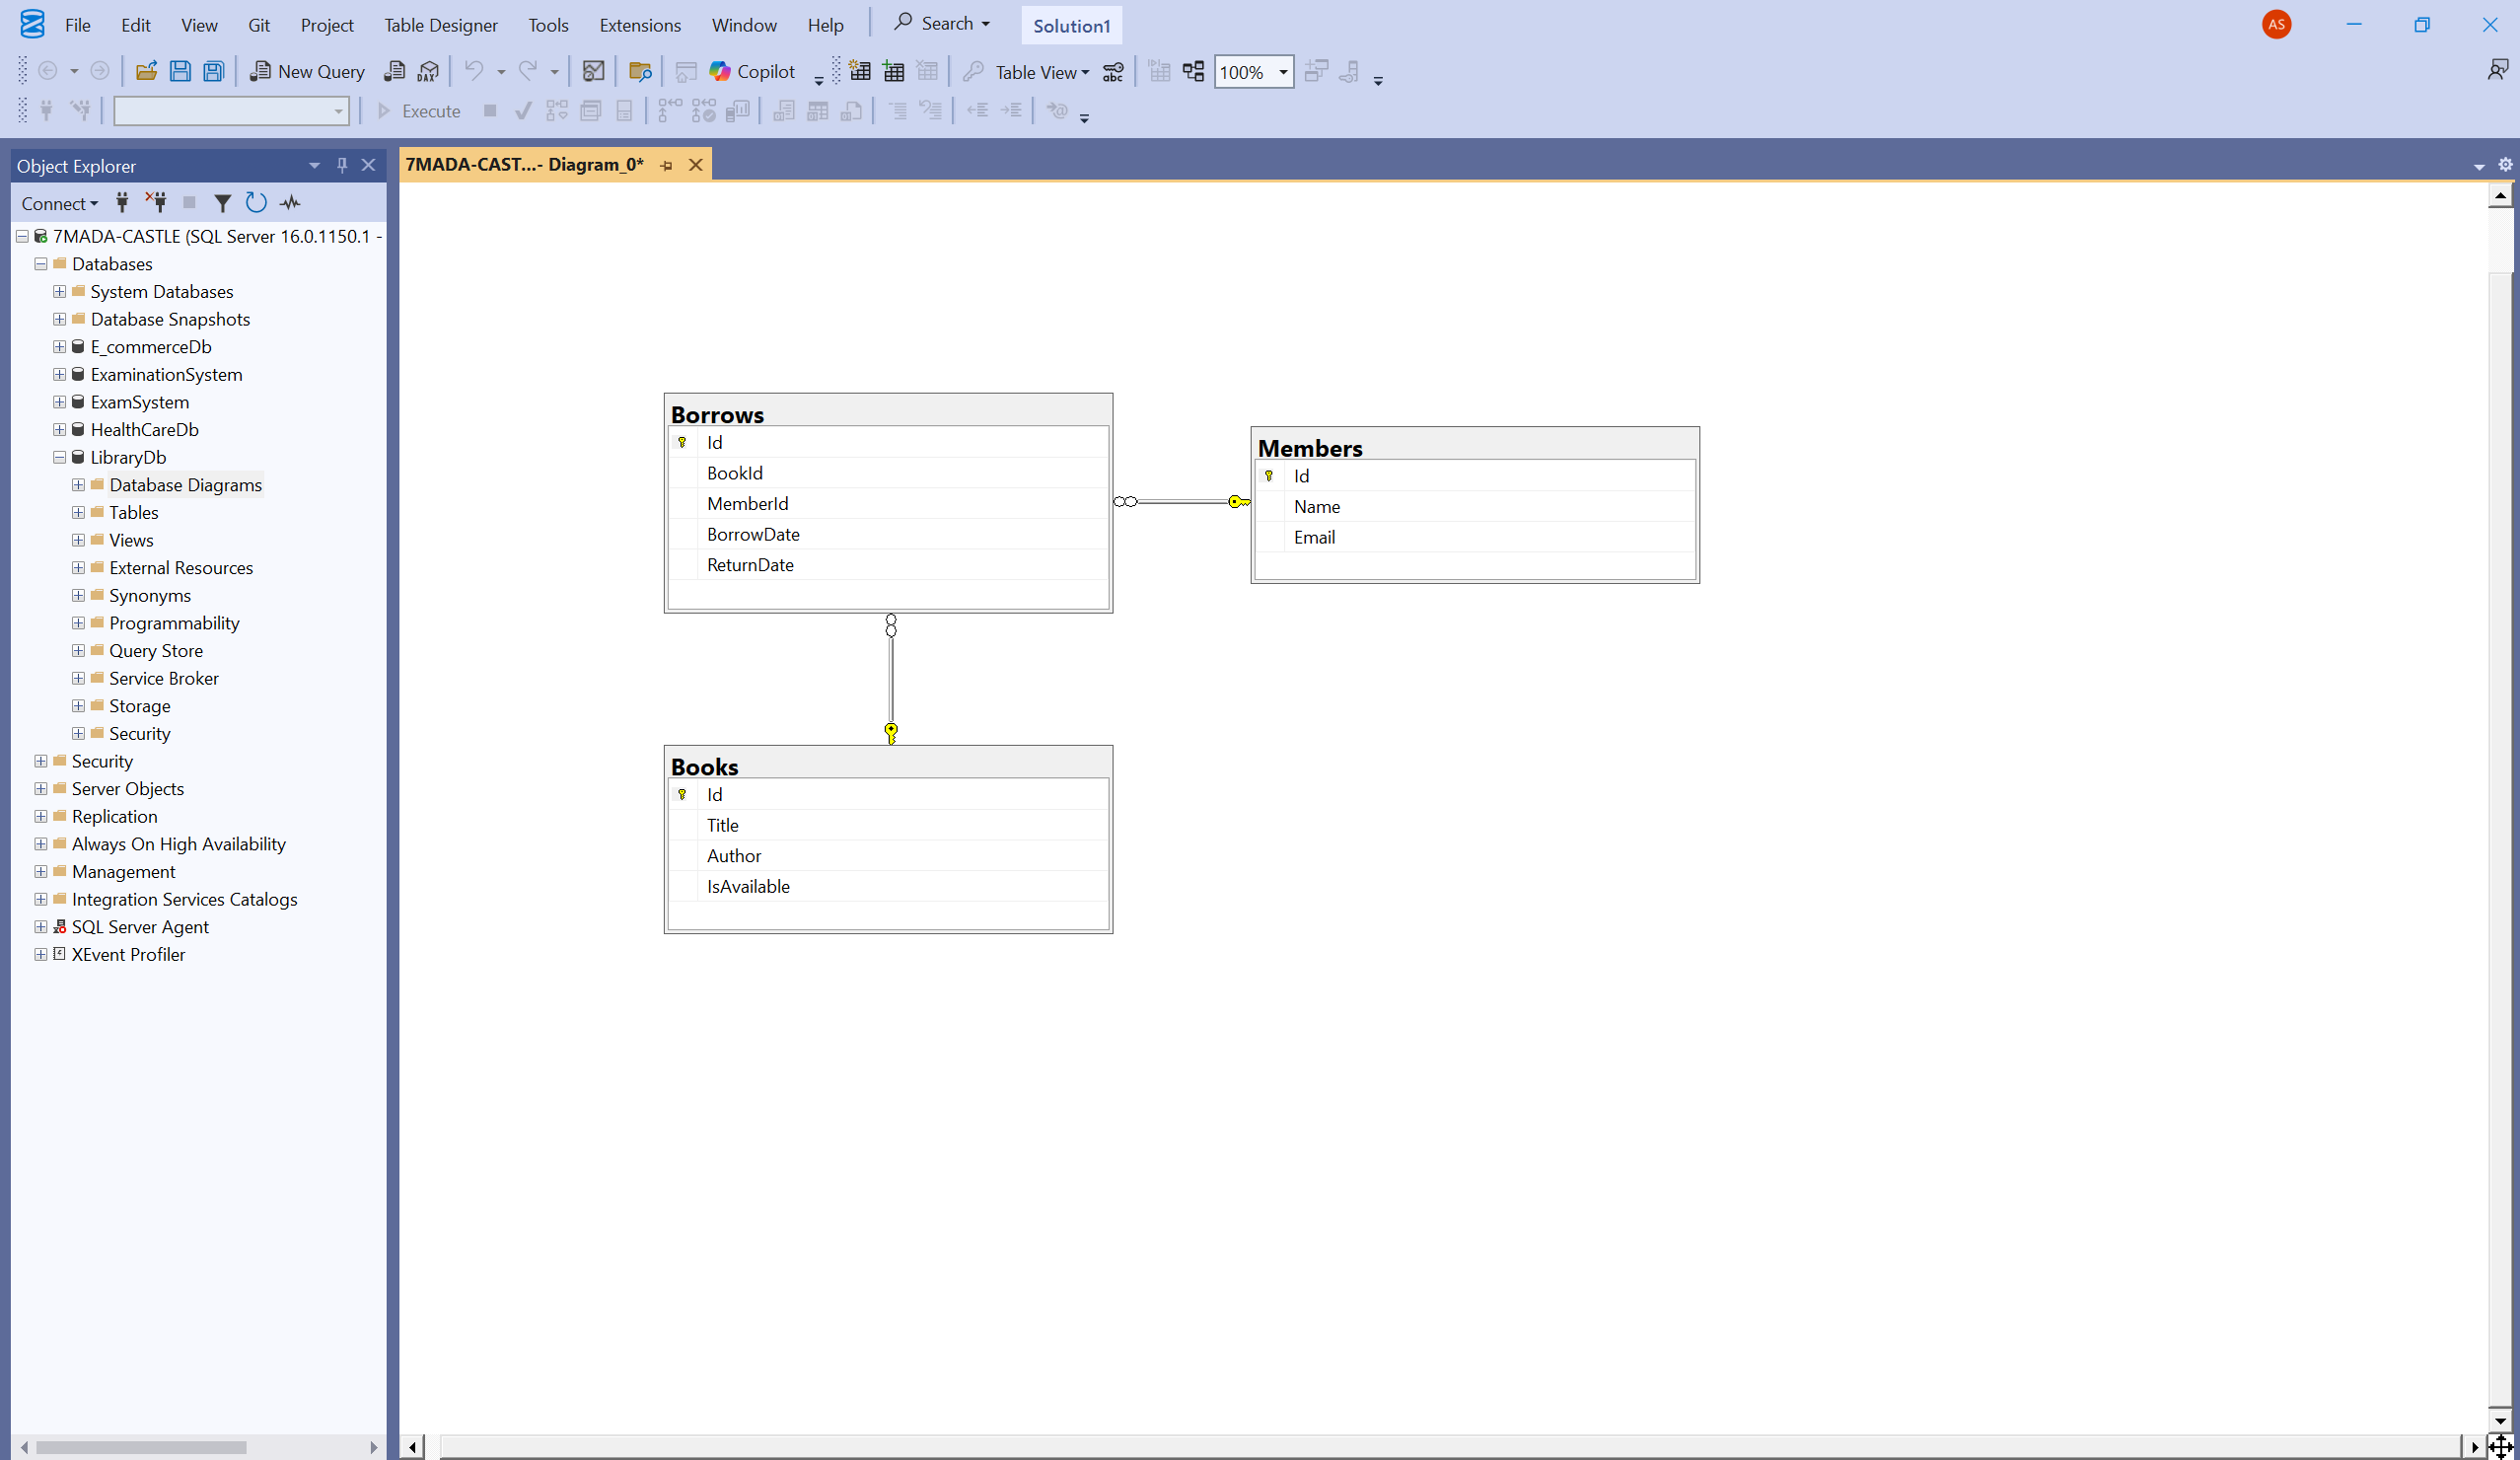 File Edit View Git Project Table Designer Tools Extensions Window Help Search Solution1 AS
New Query DAX Copilot Table View abc 100%
Execute
Object Explorer
Connect
7MADA-CASTLE (SQL Server 16.0.1150.1 -
Databases
System Databases
Database Snapshots
E_commerceDb
ExaminationSystem
ExamSystem
HealthCareDb
LibraryDb
Database Diagrams
Tables
Views
External Resources
Synonyms
Programmability
Query Store
Service Broker
Storage
Security
Security
Server Objects
Replication
Always On High Availability
Management
Integration Services Catalogs
SQL Server Agent
XEvent Profiler
7MADA-CAST...- Diagram_0*
Borrows
Id
BookId
MemberId
BorrowDate
ReturnDate
Members
Id
Name
Email
Books
Id
Title
Author
IsAvailable